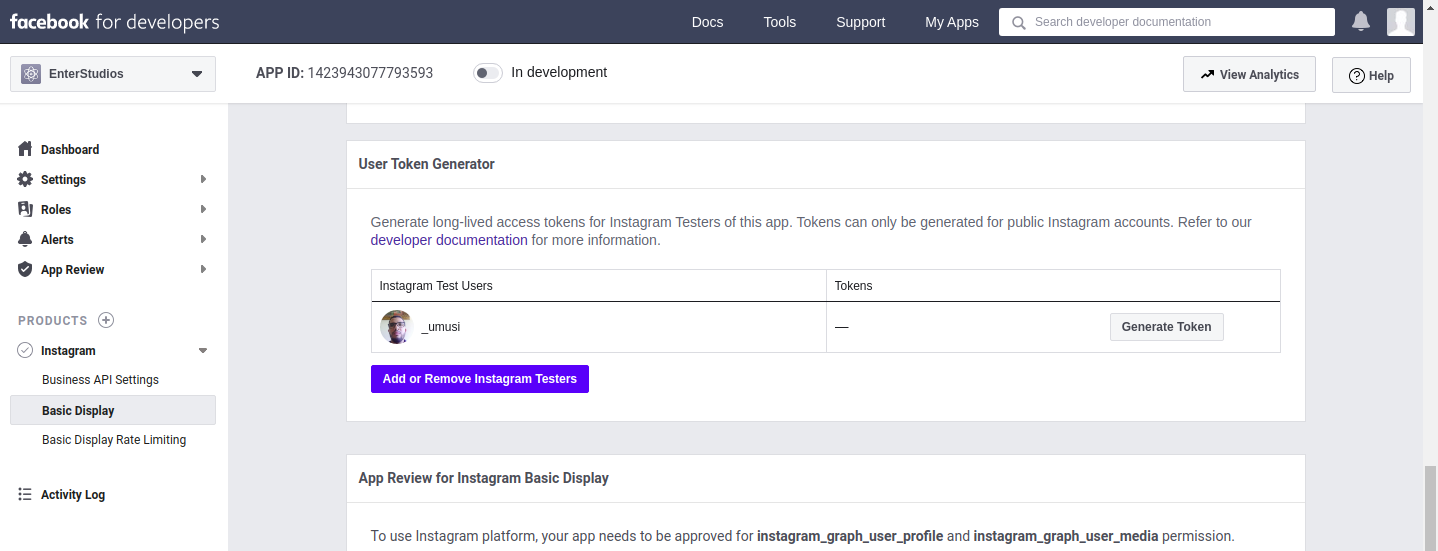 facebook for developers
Docs
Tools
Support
My Apps
Search developer documentation
EnterStudios
APP ID: 1423943077793593
In development
View Analytics
Help
Dashboard
Settings
Roles
Alerts
App Review
PRODUCTS
Instagram
Business API Settings
Basic Display
Basic Display Rate Limiting
Activity Log
User Token Generator
Generate long-lived access tokens for Instagram Testers of this app. Tokens can only be generated for public Instagram accounts. Refer to our
developer documentation for more information.
Instagram Test Users
Tokens
_umusi
—
Generate Token
Add or Remove Instagram Testers
App Review for Instagram Basic Display
To use Instagram platform, your app needs to be approved for instagram_graph_user_profile and instagram_graph_user_media permission.